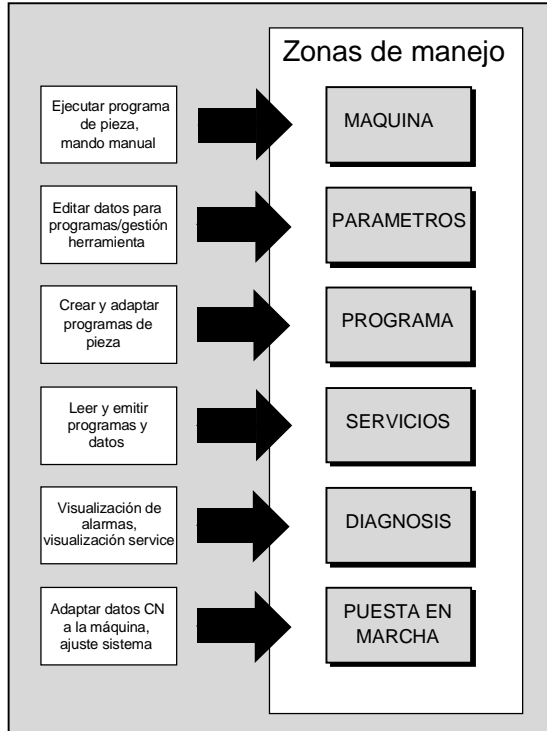 Zonas de manejo
Ejecutar programa
de pieza,
mando manual
MAQUINA
Editar datos para
programas/gestión
herramienta
PARAMETROS
Crear y adaptar
programas de
pieza
PROGRAMA
Leer y emitir
programas y
datos
SERVICIOS
Visualización de
alarmas,
visualización service
DIAGNOSIS
Adaptar datos CN
a la máquina,
ajuste sistema
PUESTA EN
MARCHA